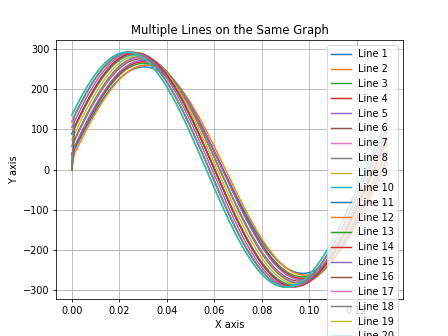 Multiple Lines on the Same Graph
Y axis
300
200
100
0
−100
−200
−300
0.00
0.02
0.04
0.06
0.08
0.10
X axis
Line 1
Line 2
Line 3
Line 4
Line 5
Line 6
Line 7
Line 8
Line 9
Line 10
Line 11
Line 12
Line 13
Line 14
Line 15
Line 16
Line 17
Line 18
Line 19
Line 20